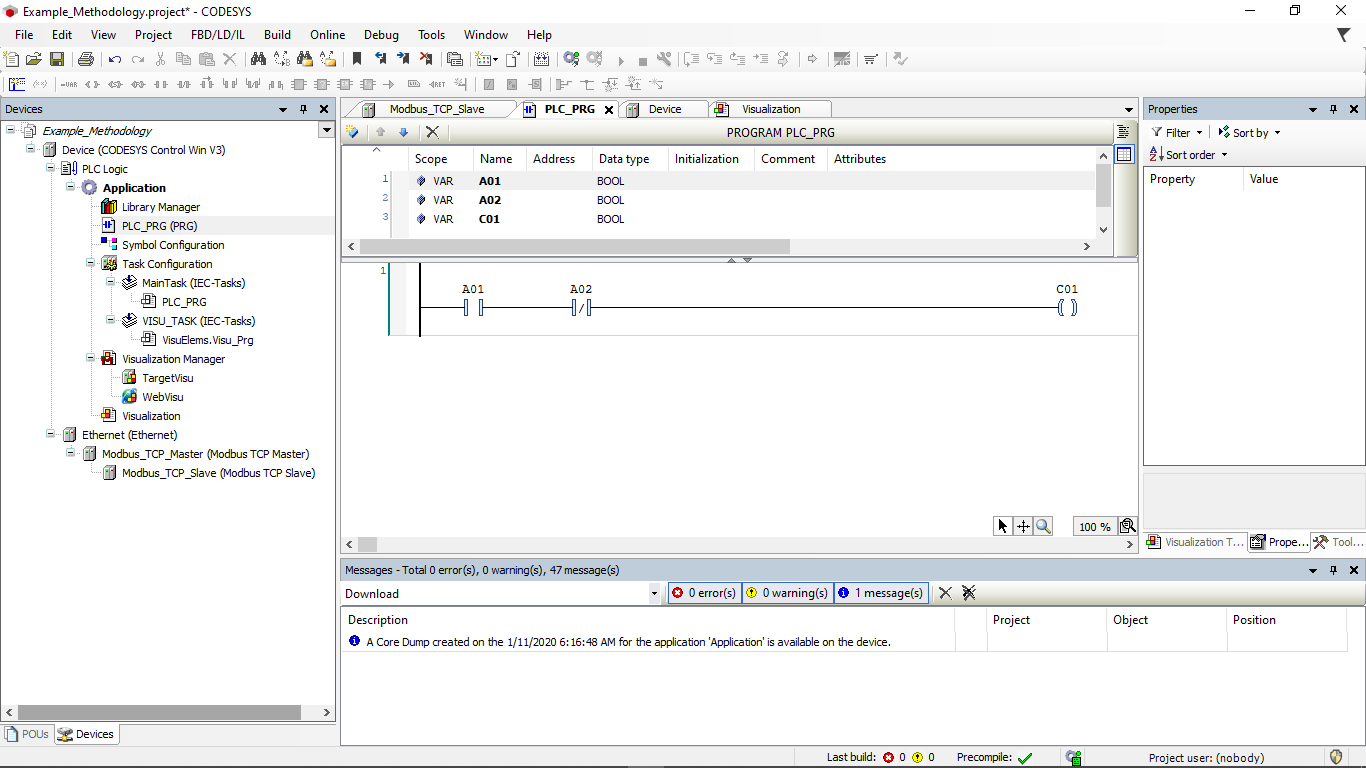 Example_Methodology.project* - CODESYS
File Edit View Project FBD/LD/IL Build Online Debug Tools Window Help
Devices
Example_Methodology
Device (CODESYS Control Win V3)
PLC Logic
Application
Library Manager
PLC_PRG (PRG)
Symbol Configuration
Task Configuration
MainTask (IEC-Tasks)
PLC_PRG
VISU_TASK (IEC-Tasks)
VisuElems.Visu_Prg
Visualization Manager
TargetVisu
WebVisu
Visualization
Ethernet (Ethernet)
Modbus_TCP_Master (Modbus TCP Master)
Modbus_TCP_Slave (Modbus TCP Slave)
POUs Devices
Modbus_TCP_Slave PLC_PRG Device Visualization
PROGRAM PLC_PRG
Scope Name Address Data type Initialization Comment Attributes
1 VAR A01 BOOL
2 VAR A02 BOOL
3 VAR C01 BOOL
1
A01 A02 C01
100 %
Properties
Filter Sort by
Sort order
Property Value
Visualization T... Prope... Tool...
Messages - Total 0 error(s), 0 warning(s), 47 message(s)
Download 0 error(s) 0 warning(s) 1 message(s)
Description Project Object Position
A Core Dump created on the 1/11/2020 6:16:48 AM for the application 'Application' is available on the device.
Last build: 0 0 Precompile: Project user: (nobody)